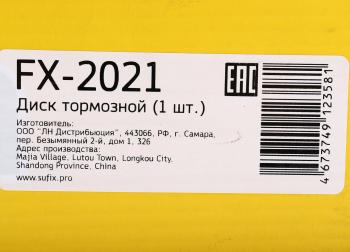 FX-2021
EAC
Диск тормозной (1 шт.)
Изготовитель:
ООО "ЛН Дистрибьюция", 443066, РФ, г. Самара,
пер. Безымянный 2-й, дом 1, 326
Адрес производства:
Majia Village, Lutou Town, Longkou City,
Shandong Province, China
www.sufix.pro
4 673749 123581